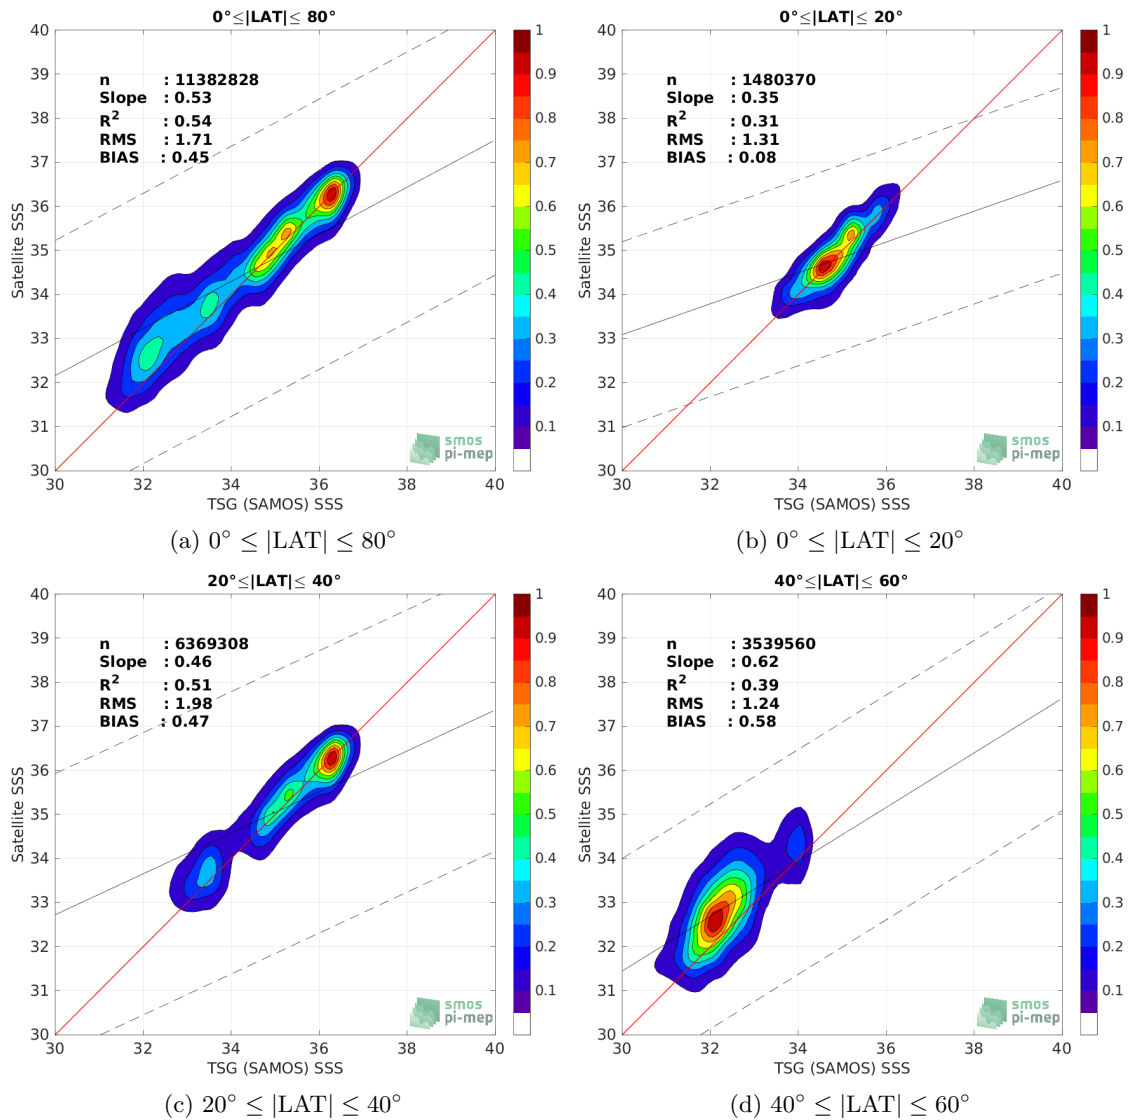 0°≤|LAT|≤ 80°
40
39
38
37
36
35
34
33
32
31
30
Satellite SSS
n : 11382828
Slope : 0.53
R² : 0.54
RMS : 1.71
BIAS : 0.45
smos
pi-mep
30 32 34 36 38 40
TSG (SAMOS) SSS
1
0.9
0.8
0.7
0.6
0.5
0.4
0.3
0.2
0.1
(a) 0° ≤ |LAT| ≤ 80°
0°≤|LAT|≤ 20°
40
39
38
37
36
35
34
33
32
31
30
Satellite SSS
n : 1480370
Slope : 0.35
R² : 0.31
RMS : 1.31
BIAS : 0.08
smos
pi-mep
30 32 34 36 38 40
TSG (SAMOS) SSS
1
0.9
0.8
0.7
0.6
0.5
0.4
0.3
0.2
0.1
(b) 0° ≤ |LAT| ≤ 20°
20°≤|LAT|≤ 40°
40
39
38
37
36
35
34
33
32
31
30
Satellite SSS
n : 6369308
Slope : 0.46
R² : 0.51
RMS : 1.98
BIAS : 0.47
smos
pi-mep
30 32 34 36 38 40
TSG (SAMOS) SSS
1
0.9
0.8
0.7
0.6
0.5
0.4
0.3
0.2
0.1
(c) 20° ≤ |LAT| ≤ 40°
40°≤|LAT|≤ 60°
40
39
38
37
36
35
34
33
32
31
30
Satellite SSS
n : 3539560
Slope : 0.62
R² : 0.39
RMS : 1.24
BIAS : 0.58
smos
pi-mep
30 32 34 36 38 40
TSG (SAMOS) SSS
1
0.9
0.8
0.7
0.6
0.5
0.4
0.3
0.2
0.1
(d) 40° ≤ |LAT| ≤ 60°